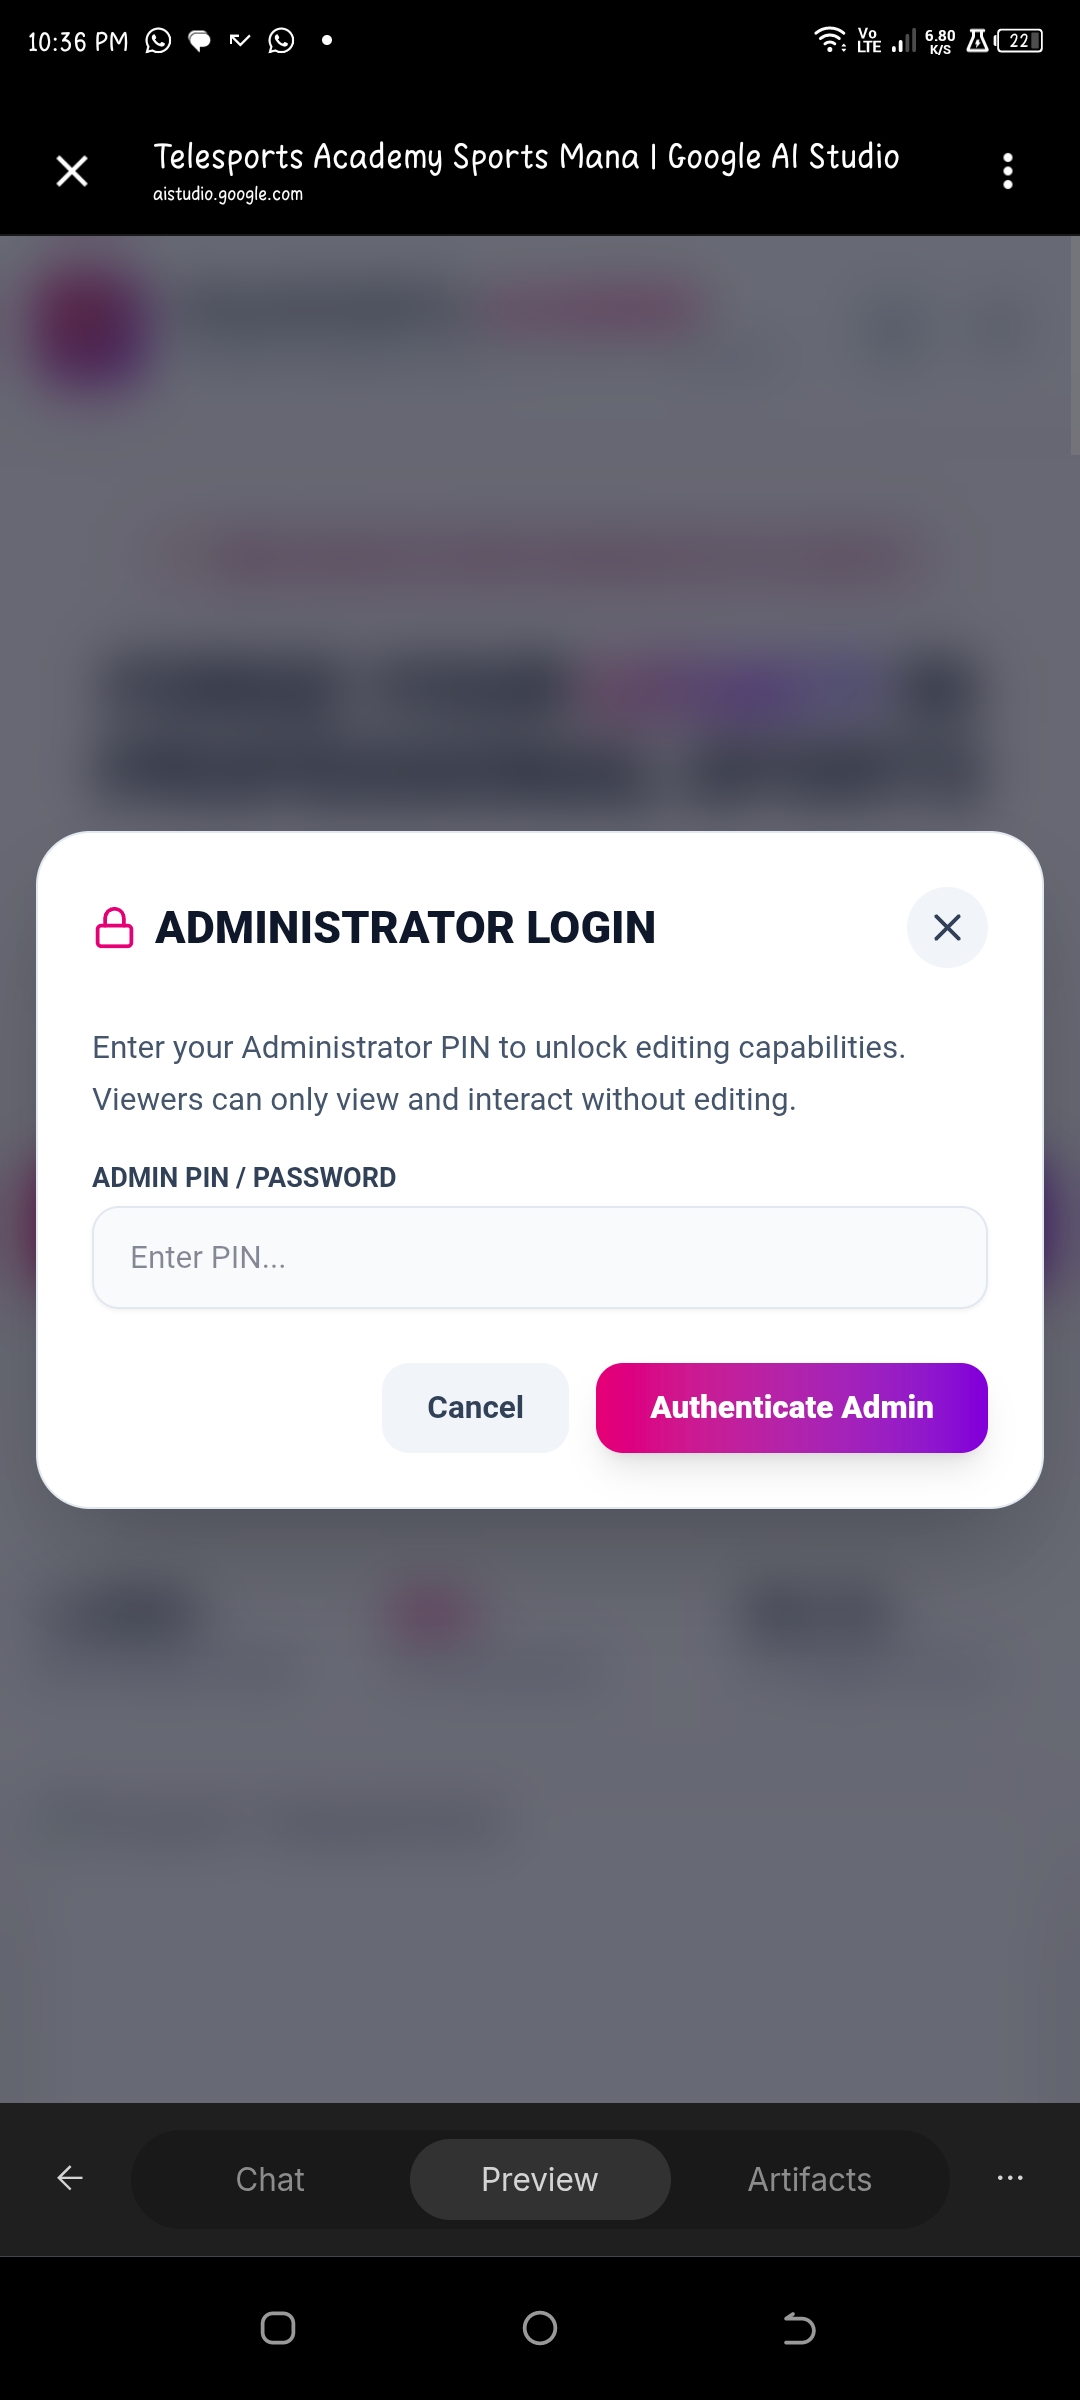 10:36 PM
Vo LTE 6.80 K/S 22
Telesports Academy Sports Mana | Google AI Studio
aistudio.google.com
ADMINISTRATOR LOGIN
Enter your Administrator PIN to unlock editing capabilities.
Viewers can only view and interact without editing.
ADMIN PIN / PASSWORD
Enter PIN...
Cancel
Authenticate Admin
Chat
Preview
Artifacts